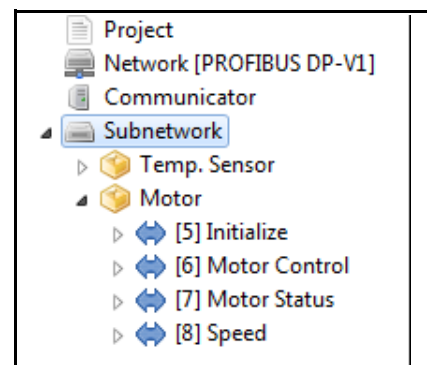 Project
Network [PROFIBUS DP-V1]
Communicator
Subnetwork
Temp. Sensor
Motor
[5] Initialize
[6] Motor Control
[7] Motor Status
[8] Speed